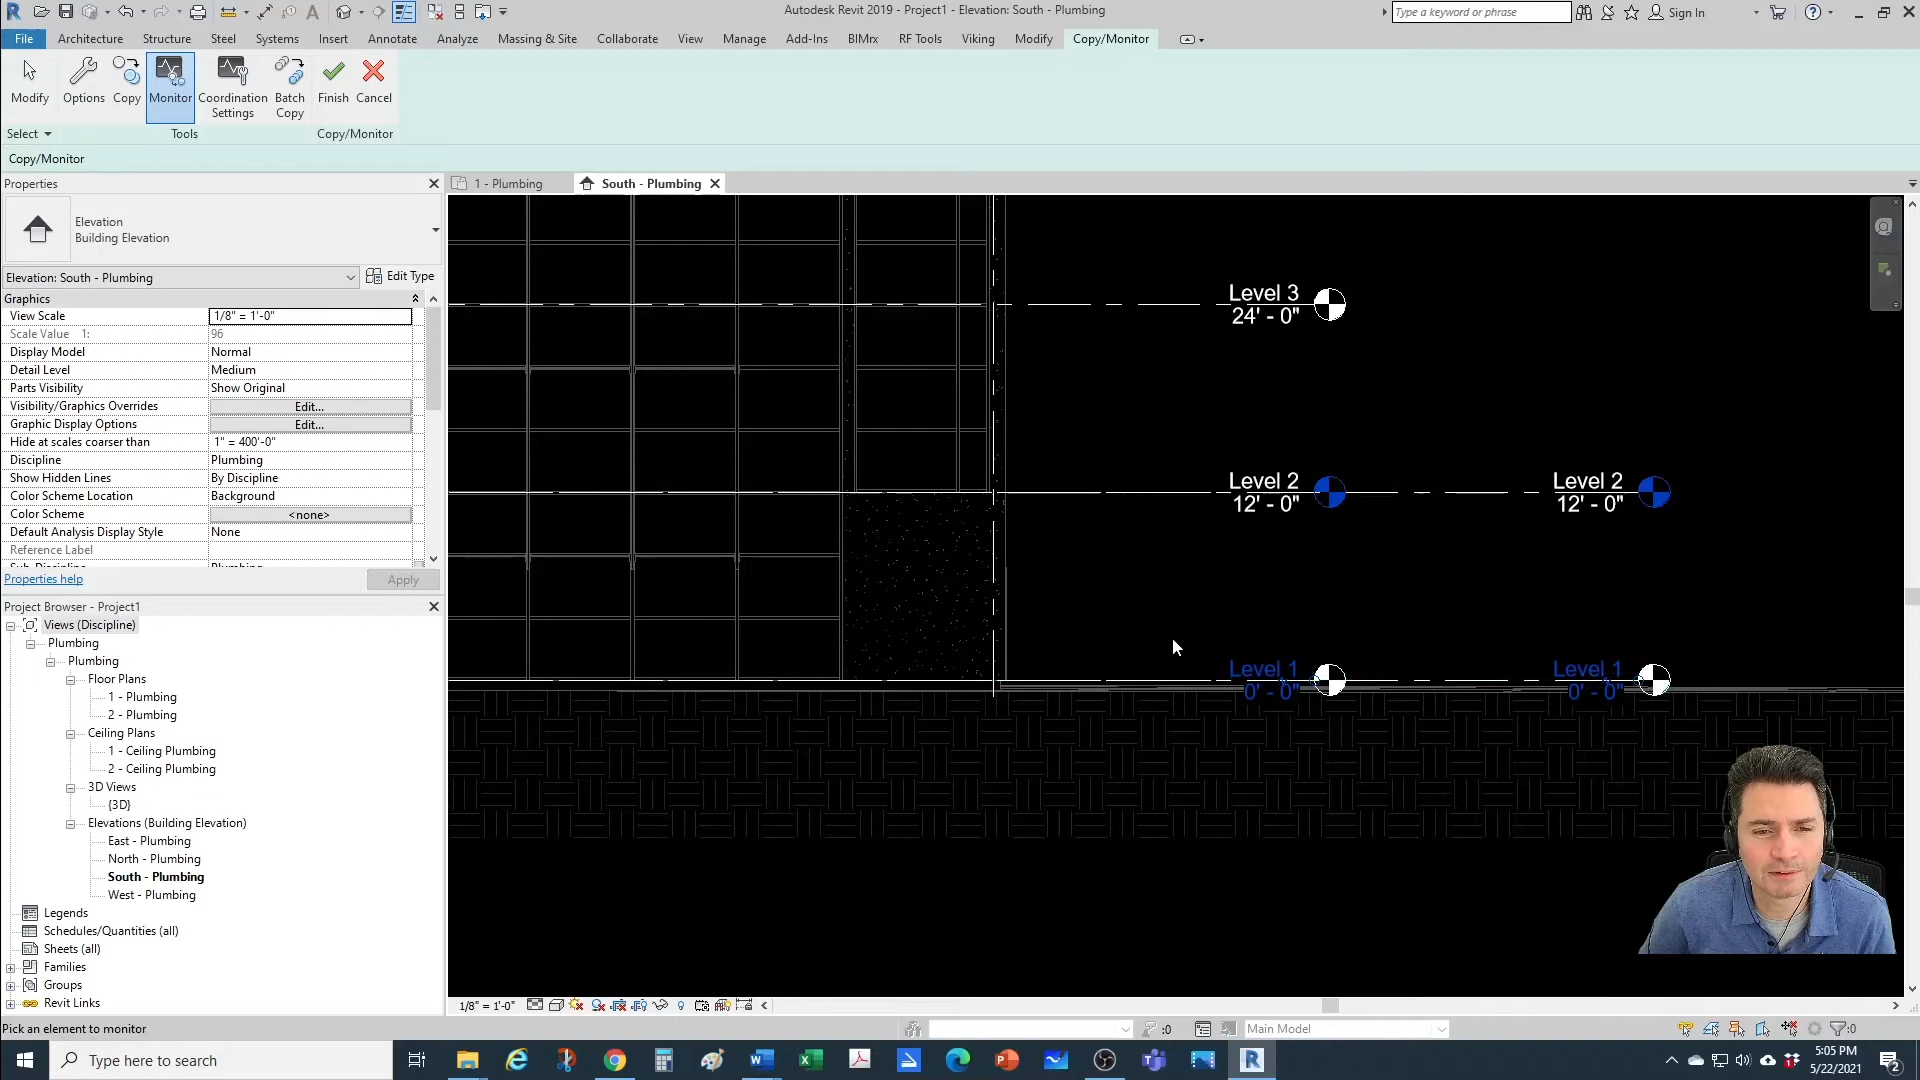 Autodesk Revit 2019 - Project1 - Elevation: South - Plumbing
Type a keyword or phrase
Sign In
File Architecture Structure Steel Systems Insert Annotate Analyze Massing & Site Collaborate View Manage Add-Ins BIMrx RF Tools Viking Modify Copy/Monitor
Modify Options Copy Monitor Coordination Settings Batch Copy Finish Cancel
Select Tools Copy/Monitor
Copy/Monitor
Properties
Elevation
Building Elevation
Elevation: South - Plumbing
Edit Type
Graphics
View Scale 1/8" = 1'-0"
Scale Value 1: 96
Display Model Normal
Detail Level Medium
Parts Visibility Show Original
Visibility/Graphics Overrides Edit...
Graphic Display Options Edit...
Hide at scales coarser than 1" = 400'-0"
Discipline Plumbing
Show Hidden Lines By Discipline
Color Scheme Location Background
Color Scheme <none>
Default Analysis Display Style None
Reference Label
Sub-Discipline Plumbing
Properties help
Apply
Project Browser - Project1
Views (Discipline)
Plumbing
Plumbing
Floor Plans
1 - Plumbing
2 - Plumbing
Ceiling Plans
1 - Ceiling Plumbing
2 - Ceiling Plumbing
3D Views
{3D}
Elevations (Building Elevation)
East - Plumbing
North - Plumbing
South - Plumbing
West - Plumbing
Legends
Schedules/Quantities (all)
Sheets (all)
Families
Groups
Revit Links
1 - Plumbing
South - Plumbing
Level 3
24' - 0"
Level 2
12' - 0"
Level 2
12' - 0"
Level 1
0' - 0"
Level 1
0' - 0"
1/8" = 1'-0"
Pick an element to monitor
:0
Main Model
:0
Type here to search
5:05 PM
5/22/2021
2